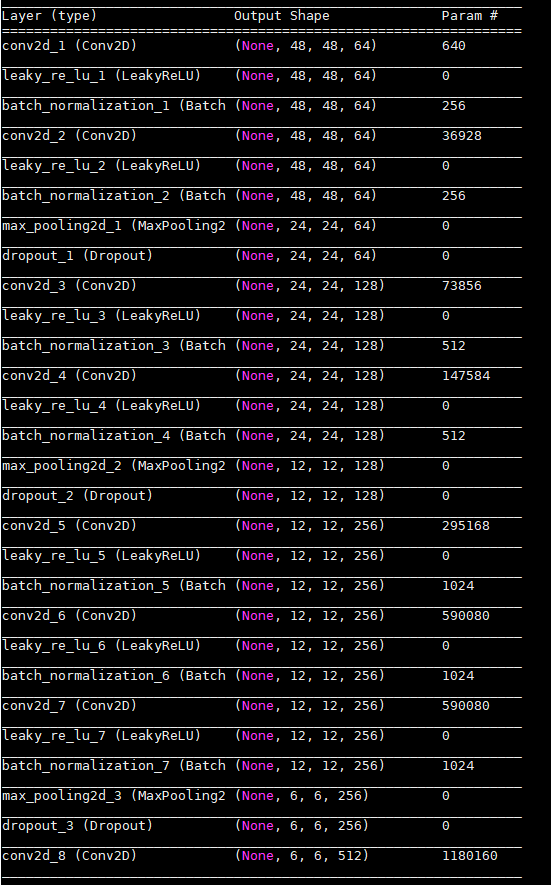 Layer (type) Output Shape Param #
conv2d_1 (Conv2D) (None, 48, 48, 64) 640
leaky_re_lu_1 (LeakyReLU) (None, 48, 48, 64) 0
batch_normalization_1 (Batch (None, 48, 48, 64) 256
conv2d_2 (Conv2D) (None, 48, 48, 64) 36928
leaky_re_lu_2 (LeakyReLU) (None, 48, 48, 64) 0
batch_normalization_2 (Batch (None, 48, 48, 64) 256
max_pooling2d_1 (MaxPooling2 (None, 24, 24, 64) 0
dropout_1 (Dropout) (None, 24, 24, 64) 0
conv2d_3 (Conv2D) (None, 24, 24, 128) 73856
leaky_re_lu_3 (LeakyReLU) (None, 24, 24, 128) 0
batch_normalization_3 (Batch (None, 24, 24, 128) 512
conv2d_4 (Conv2D) (None, 24, 24, 128) 147584
leaky_re_lu_4 (LeakyReLU) (None, 24, 24, 128) 0
batch_normalization_4 (Batch (None, 24, 24, 128) 512
max_pooling2d_2 (MaxPooling2 (None, 12, 12, 128) 0
dropout_2 (Dropout) (None, 12, 12, 128) 0
conv2d_5 (Conv2D) (None, 12, 12, 256) 295168
leaky_re_lu_5 (LeakyReLU) (None, 12, 12, 256) 0
batch_normalization_5 (Batch (None, 12, 12, 256) 1024
conv2d_6 (Conv2D) (None, 12, 12, 256) 590080
leaky_re_lu_6 (LeakyReLU) (None, 12, 12, 256) 0
batch_normalization_6 (Batch (None, 12, 12, 256) 1024
conv2d_7 (Conv2D) (None, 12, 12, 256) 590080
leaky_re_lu_7 (LeakyReLU) (None, 12, 12, 256) 0
batch_normalization_7 (Batch (None, 12, 12, 256) 1024
max_pooling2d_3 (MaxPooling2 (None, 6, 6, 256) 0
dropout_3 (Dropout) (None, 6, 6, 256) 0
conv2d_8 (Conv2D) (None, 6, 6, 512) 1180160